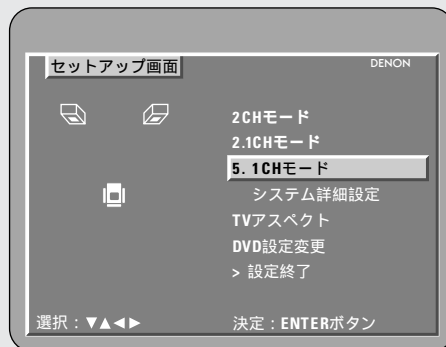 セットアップ画面
DENON
2CHモード
2.1CHモード
5. 1CHモード
システム詳細設定
TVアスペクト
DVD設定変更
> 設定終了
選択：▼▲◀▶
決定：ENTERボタン